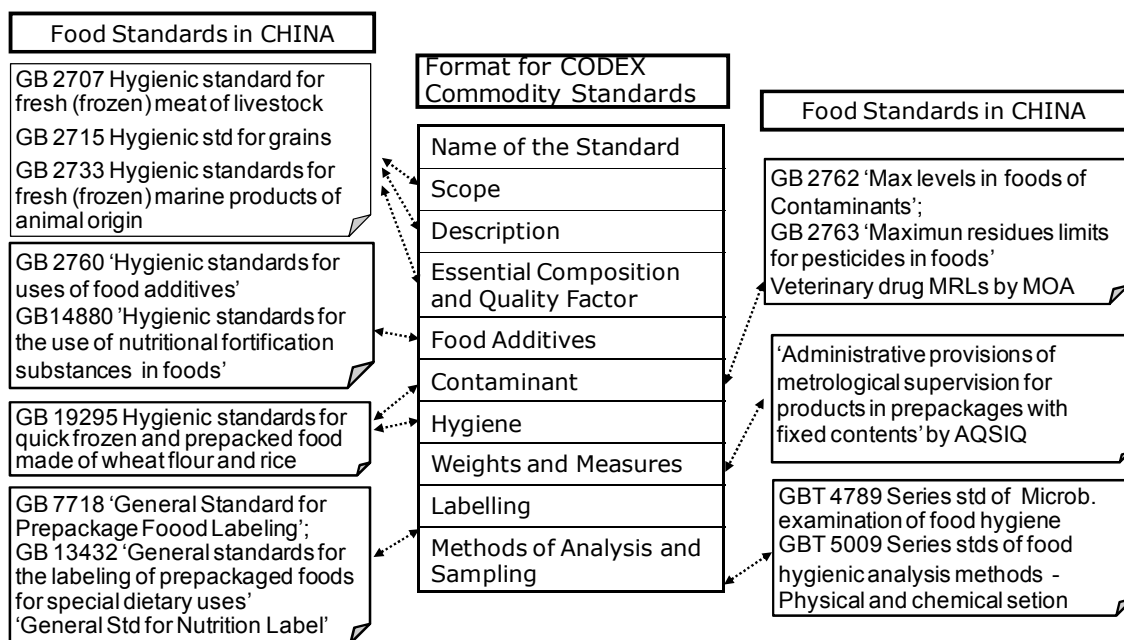 Food Standards in CHINA
GB 2707 Hygienic standard for
fresh (frozen) meat of livestock
GB 2715 Hygienic std for grains
GB 2733 Hygienic standards for
fresh (frozen) marine products of
animal origin
GB 2760 ‘Hygienic standards for
uses of food additives’
GB14880 ’Hygienic standards for
the use of nutritional fortification
substances in foods’
GB 19295 Hygienic standards for
quick frozen and prepacked food
made of wheat flour and rice
GB 7718 ‘General Standard for
Prepackage Foood Labeling’;
GB 13432 ‘General standards for
the labeling of prepackaged foods
for special dietary uses’
‘General Std for Nutrition Label’
Format for CODEX
Commodity Standards
Name of the Standard
Scope
Description
Essential Composition
and Quality Factor
Food Additives
Contaminant
Hygiene
Weights and Measures
Labelling
Methods of Analysis and
Sampling
Food Standards in CHINA
GB 2762 ‘Max levels in foods of
Contaminants’;
GB 2763 ‘Maximun residues limits
for pesticides in foods’
Veterinary drug MRLs by MOA
‘Administrative provisions of
metrological supervision for
products in prepackages with
fixed contents’ by AQSIQ
GBT 4789 Series std of Microb.
examination of food hygiene
GBT 5009 Series stds of food
hygienic analysis methods -
Physical and chemical setion